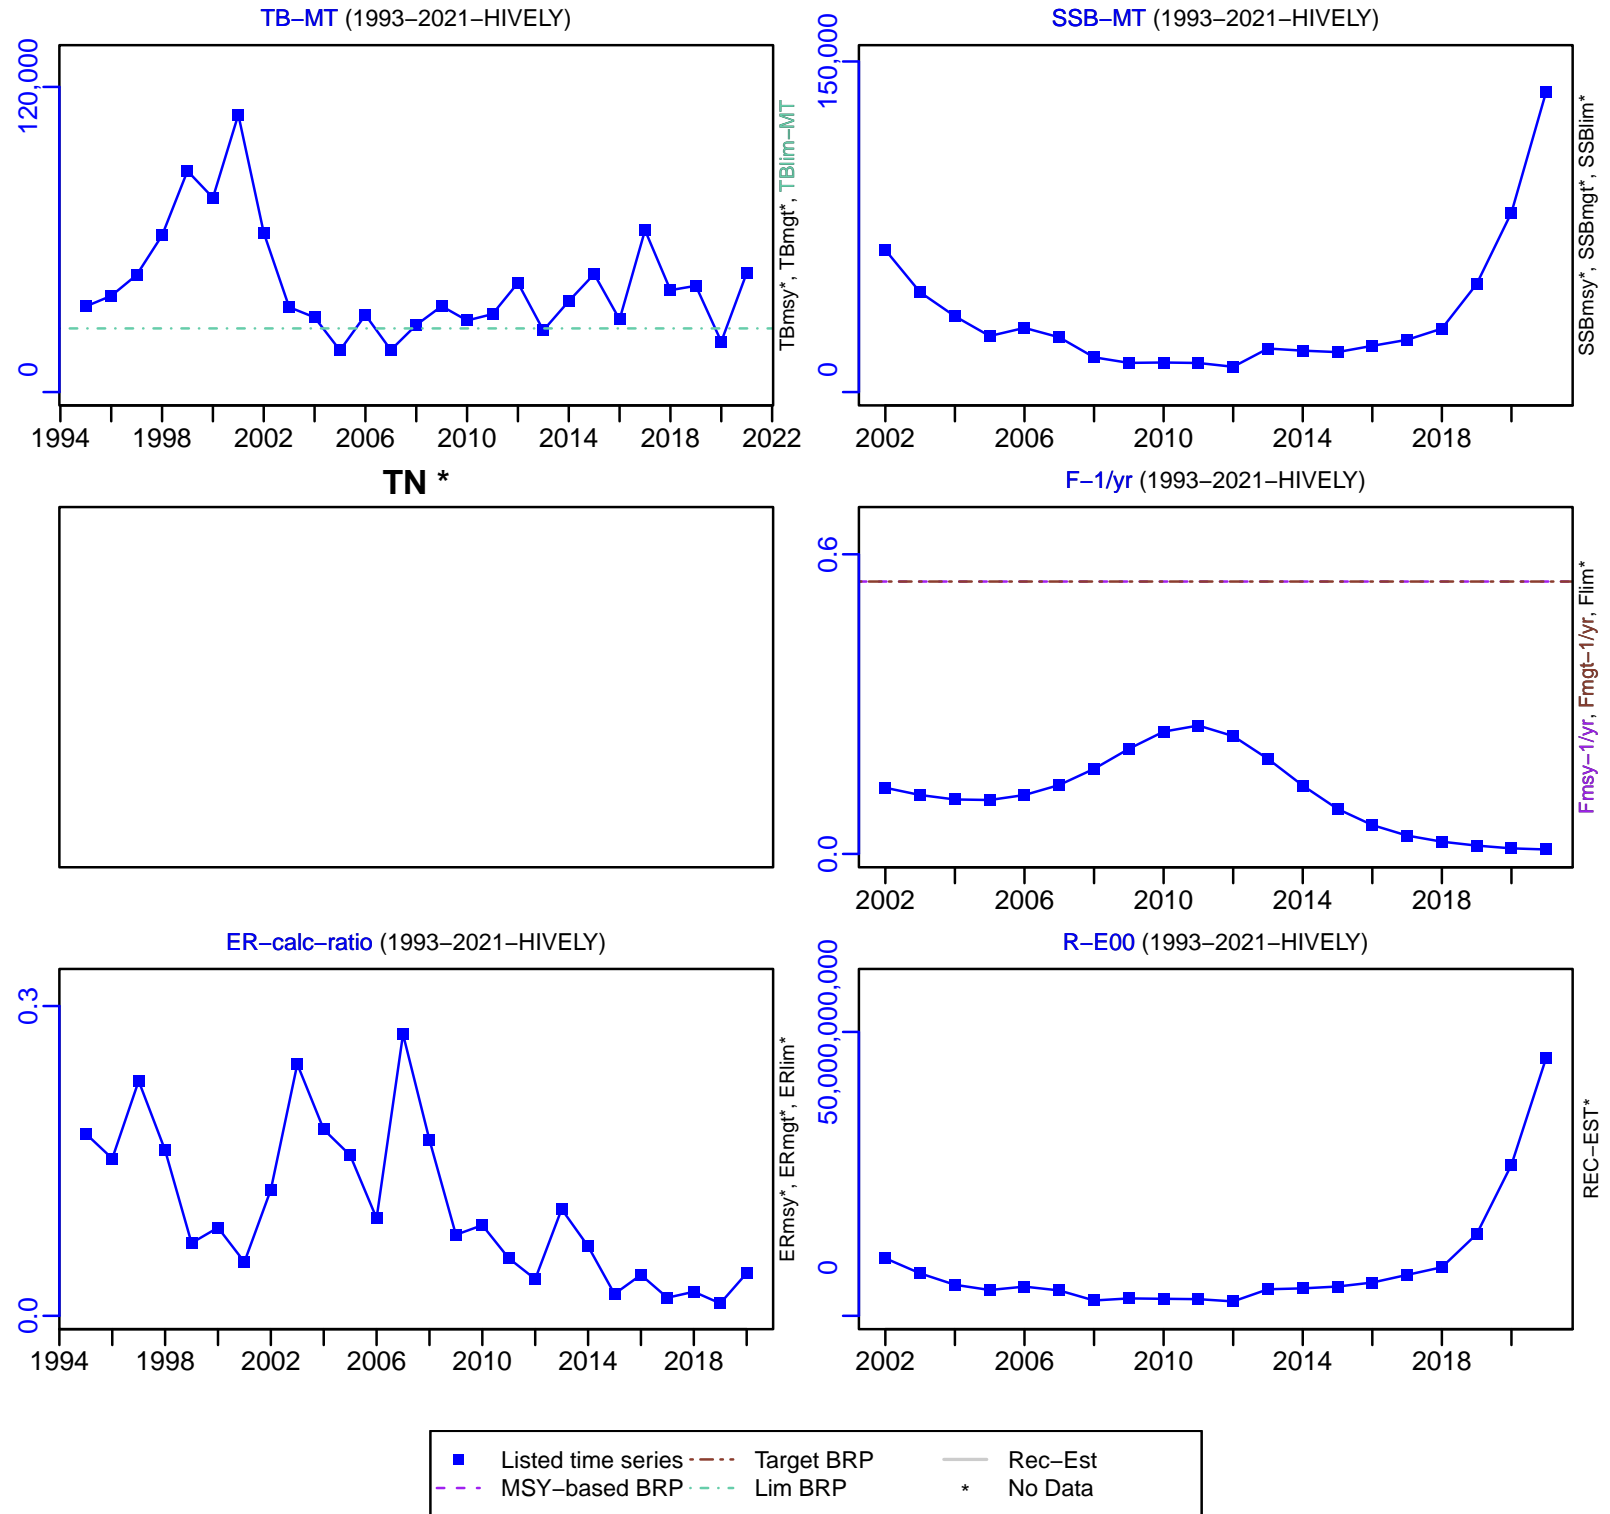 TB−MT (1993−2021−HIVELY)
120,000
0
1994 1998 2002 2006 2010 2014 2018 2022
TBmsy*, TBmgt*, TBlim−MT
SSB−MT (1993−2021−HIVELY)
150,000
0
2002 2006 2010 2014 2018
SSBmsy*, SSBmgt*, SSBlim*
TN *
F−1/yr (1993−2021−HIVELY)
0.6
0.0
2002 2006 2010 2014 2018
Fmsy−1/yr, Fmgt−1/yr, Flim*
ER−calc−ratio (1993−2021−HIVELY)
0.3
0.0
1994 1998 2002 2006 2010 2014 2018
ERmsy*, ERmgt*, ERlim*
R−E00 (1993−2021−HIVELY)
50,000,000,000
0
2002 2006 2010 2014 2018
REC−EST*
Listed time series Target BRP Rec−Est
MSY−based BRP Lim BRP * No Data